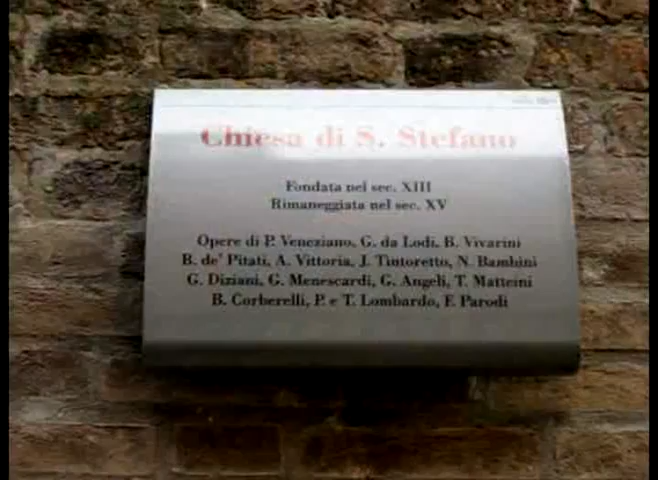 Chiesa di S. Stefano
Fondata nel sec. XIII
Rimaneggiata nel sec. XV
Opere di P. Veneziano, G. da Lodi, B. Vivarini
B. de' Pitati, A. Vittoria, J. Tintoretto, N. Bambini
G. Diziani, G. Menescardi, G. Angeli, T. Matteini
B. Corberelli, P. e T. Lombardo, F. Parodi